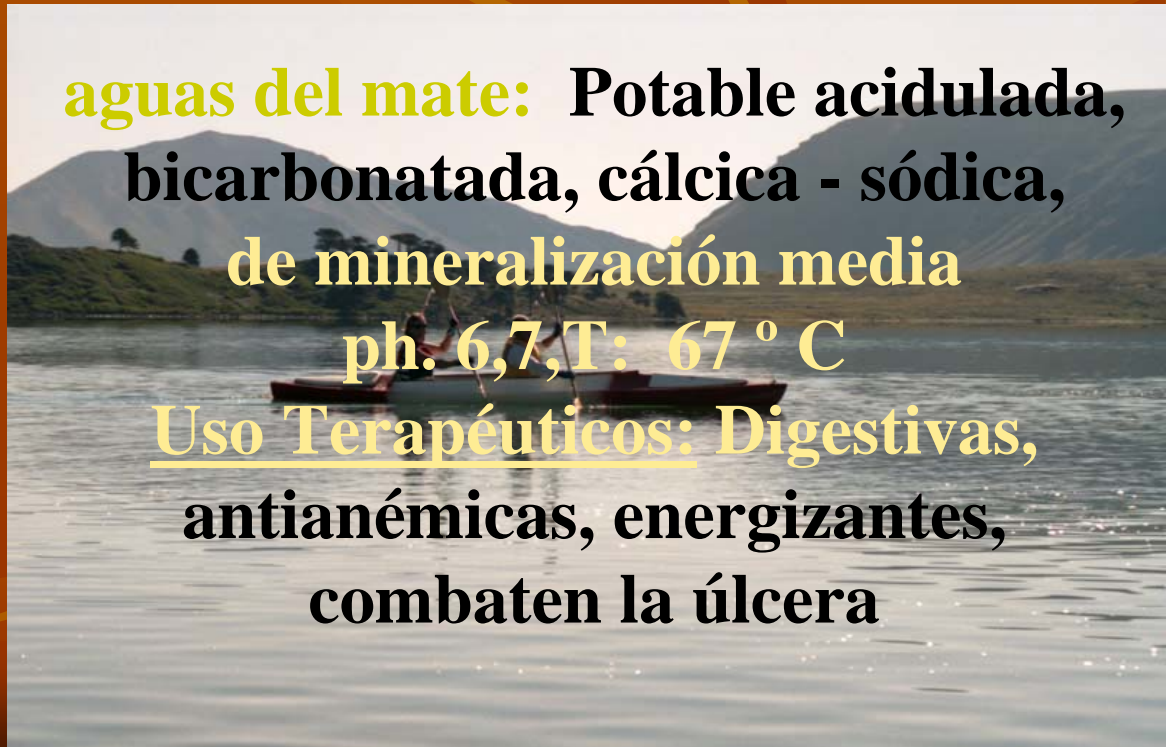 aguas del mate:  Potable acidulada,
bicarbonatada, cálcica - sódica,
de mineralización media
ph. 6,7,T:  67 º C
Uso Terapéuticos: Digestivas,
antianémicas, energizantes,
combaten la úlcera